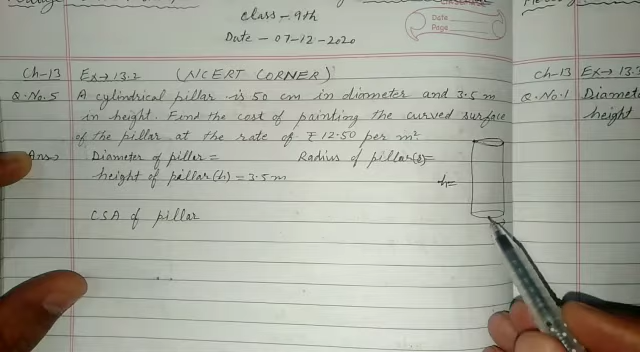 Class - 9th
Date - 07-12-2020
Date
Page
Ch-13 Ex→13.2 (NCERT CORNER)
Q.No.5 A cylindrical pillar is 50 cm in diameter and 3.5 m
in height. Find the cost of painting the curved surface
of the pillar at the rate of ₹12.50 per m²
Ans> Diameter of pillar = Radius of pillar(r)=
height of pillar(h) = 3.5m
h=
CSA of pillar
Ch-13 Ex→13.3
Q.No.1 Diamet
height